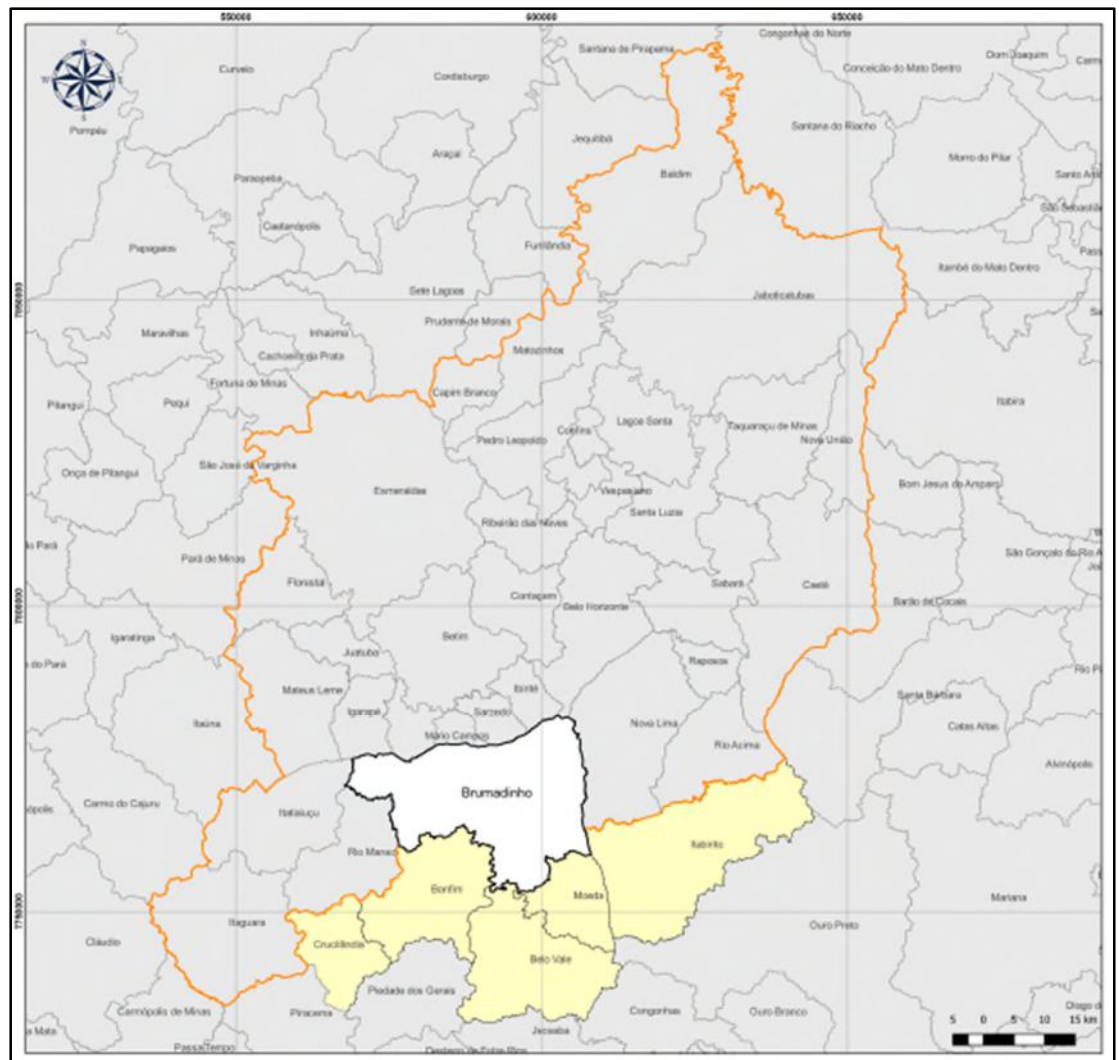 550000 600000 650000
N
Santana de Pirapama
Congonhas do Norte
Curvelo
Cordisburgo
Conceição do Mato Dentro
Dom Joaquim
Pompéu
Santana do Riacho
Jequitibá
Araçaí
Morro do Pilar
Baldim
Paraopeba
Caetanópolis
Funilândia
Papagaios
Itambé do Mato Dentro
Sete Lagoas
Jaboticatubas
Prudente de Morais
Maravilhas
Inhaúma
Cachoeira da Prata
Matozinhos
Fortuna de Minas
Capim Branco
Pitangui
Pequi
Itabira
Lagoa Santa
Taquaraçu de Minas
Confins
Pedro Leopoldo
Nova União
São José da Varginha
Onça de Pitangui
Bom Jesus do Amparo
Esmeraldas
Vespasiano
Santa Luzia
Ribeirão das Neves
Pará de Minas
Florestal
Sabará
Caeté
Contagem
Belo Horizonte
Barão de Cocais
7800000
Igaratinga
Betim
Juatuba
Raposos
Mateus Leme
Ibirité
Santa Bárbara
Igarapé
Sarzedo
Itaúna
Nova Lima
Catas Altas
Mário Campos
Rio Acima
Alvinópolis
Carmo do Cajuru
Brumadinho
Itatiaiuçu
Itabirito
Rio Manso
Bonfim
Moeda
Mariana
7750000
Itaguara
Ouro Preto
Cláudio
Crucilândia
Belo Vale
Piedade dos Gerais
Carmópolis de Minas
Piracema
Congonhas
Ouro Branco
Jeceaba
Passa Tempo
Desterro de Entre Rios
5 0 5 10 15 km